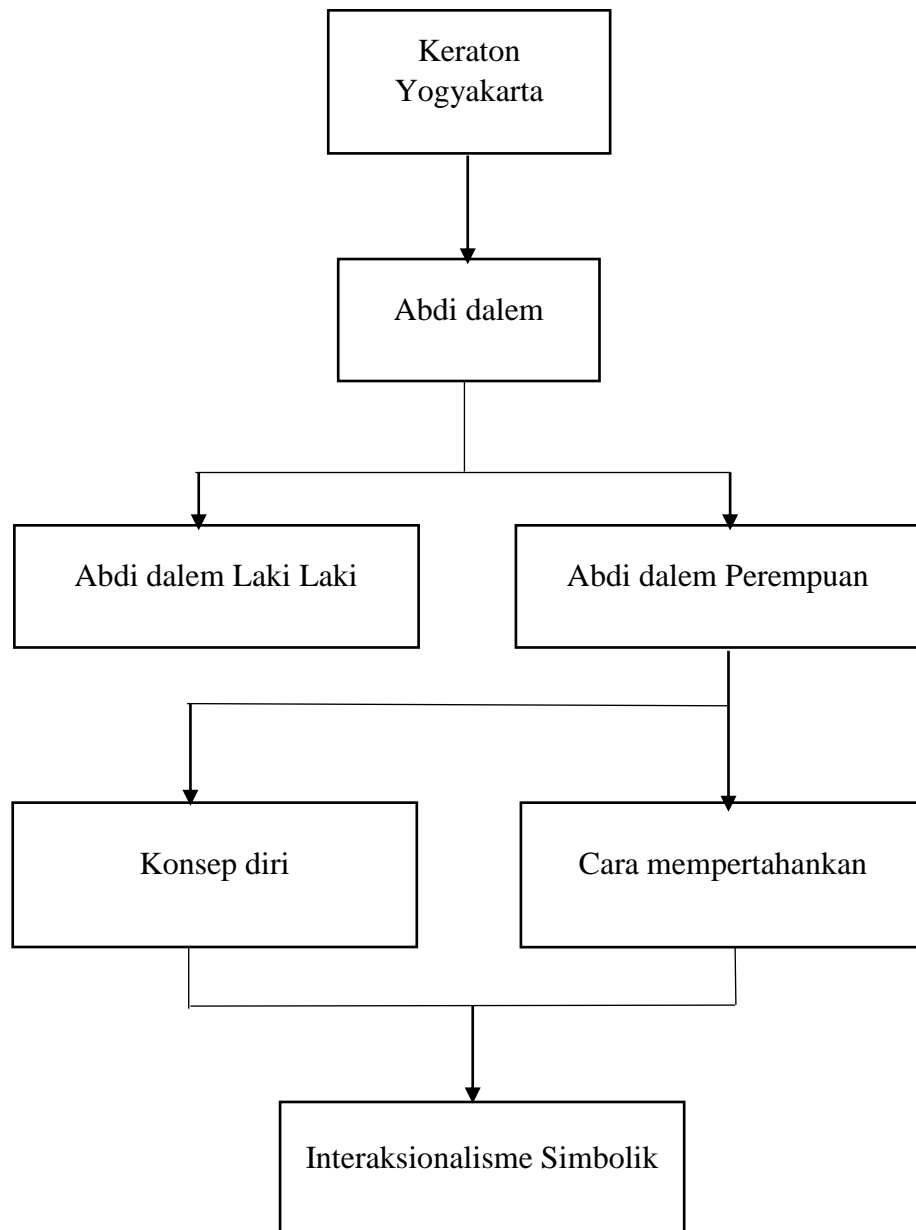 Keraton
Yogyakarta
Abdi dalem
Abdi dalem Laki Laki
Abdi dalem Perempuan
Konsep diri
Cara mempertahankan
Interaksionalisme Simbolik